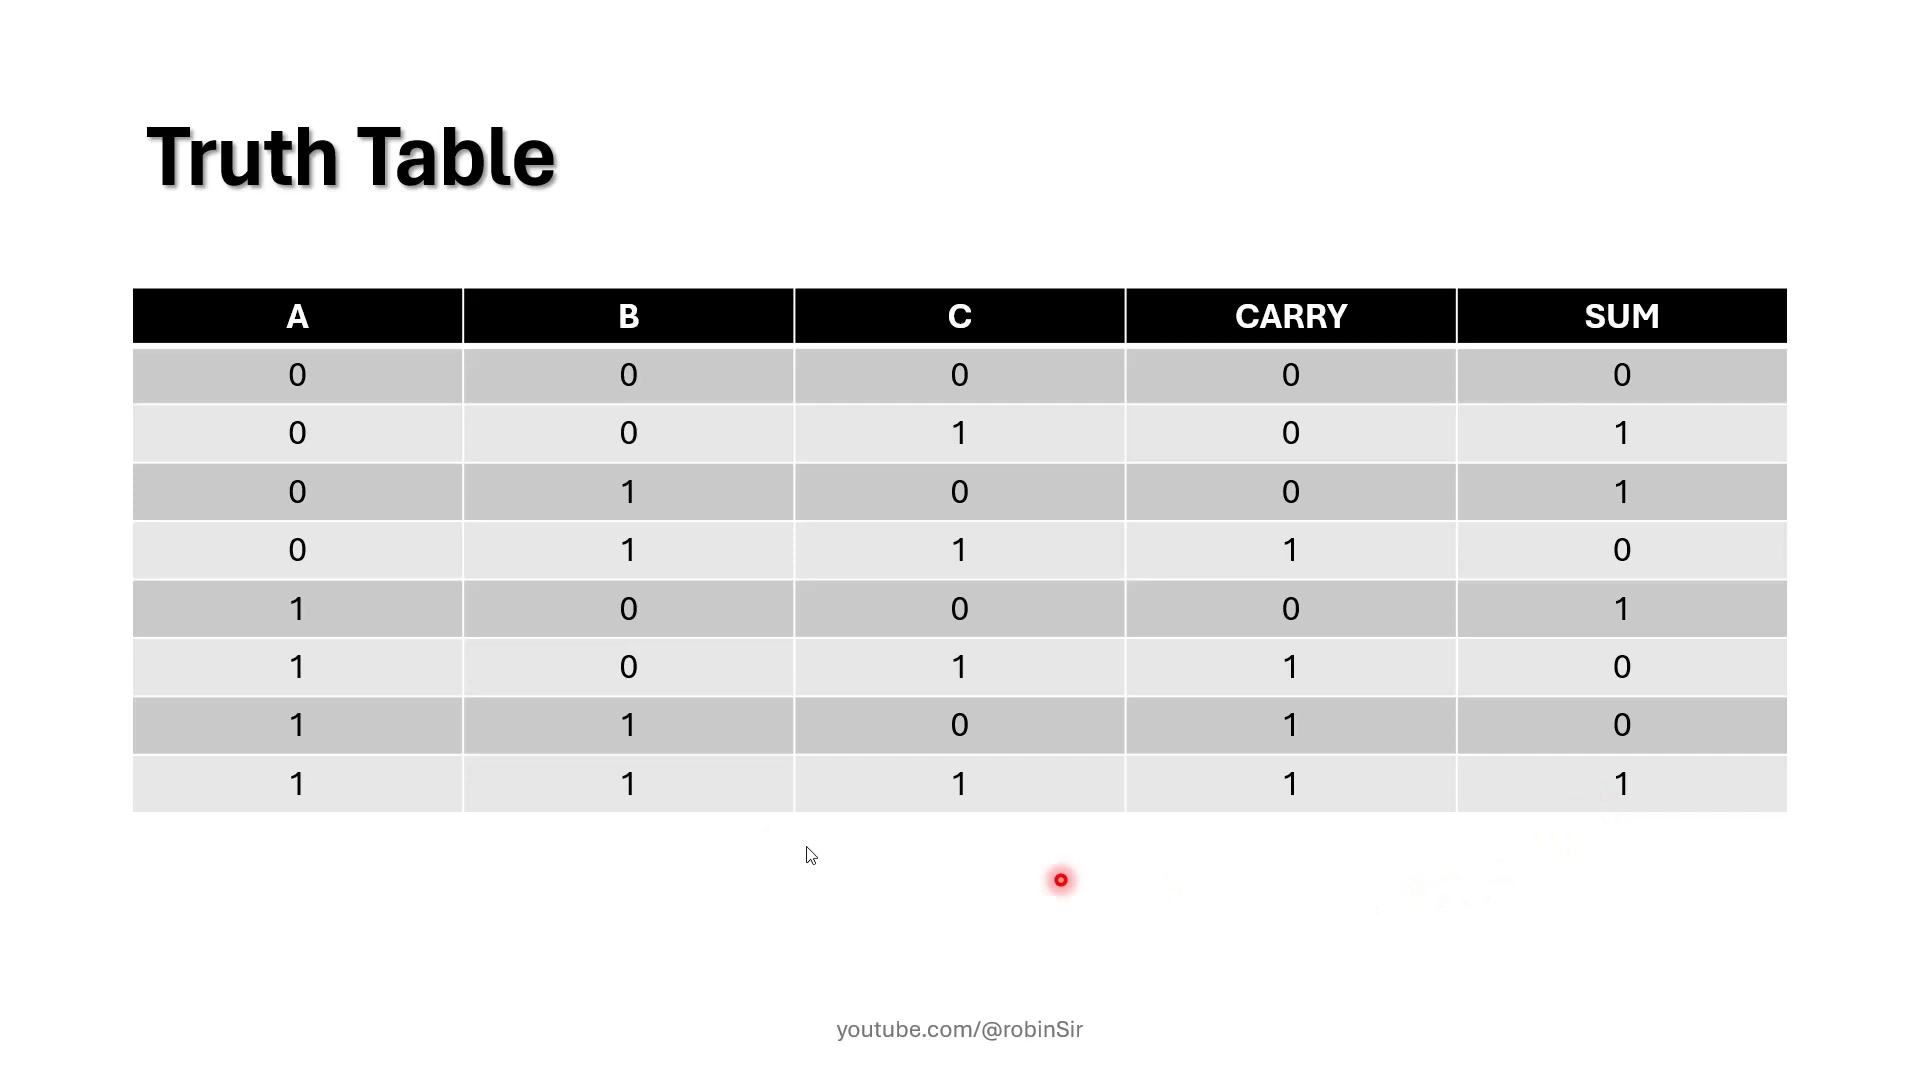 Truth Table
A B C CARRY SUM
0 0 0 0 0
0 0 1 0 1
0 1 0 0 1
0 1 1 1 0
1 0 0 0 1
1 0 1 1 0
1 1 0 1 0
1 1 1 1 1
youtube.com/@robinSir